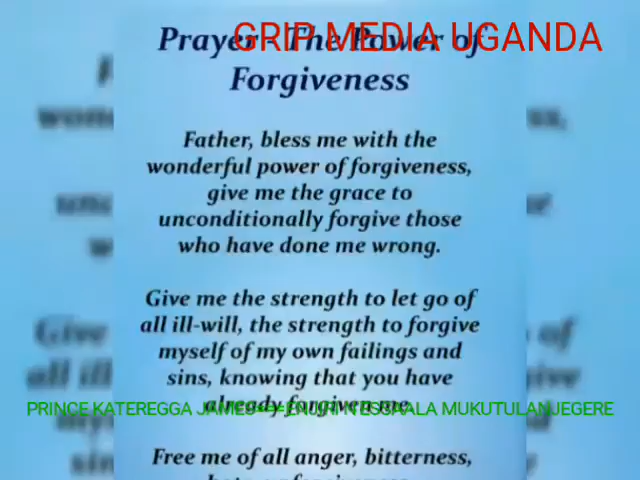 GRIP MEDIA UGANDA
Prayer - The Power of
Forgiveness
Father, bless me with the
wonderful power of forgiveness,
give me the grace to
unconditionally forgive those
who have done me wrong.
Give me the strength to let go of
all ill-will, the strength to forgive
myself of my own failings and
sins, knowing that you have
already forgiven me.
PRINCE KATEREGGA JAMES
MUKUTULANJEGERE
Free me of all anger, bitterness,